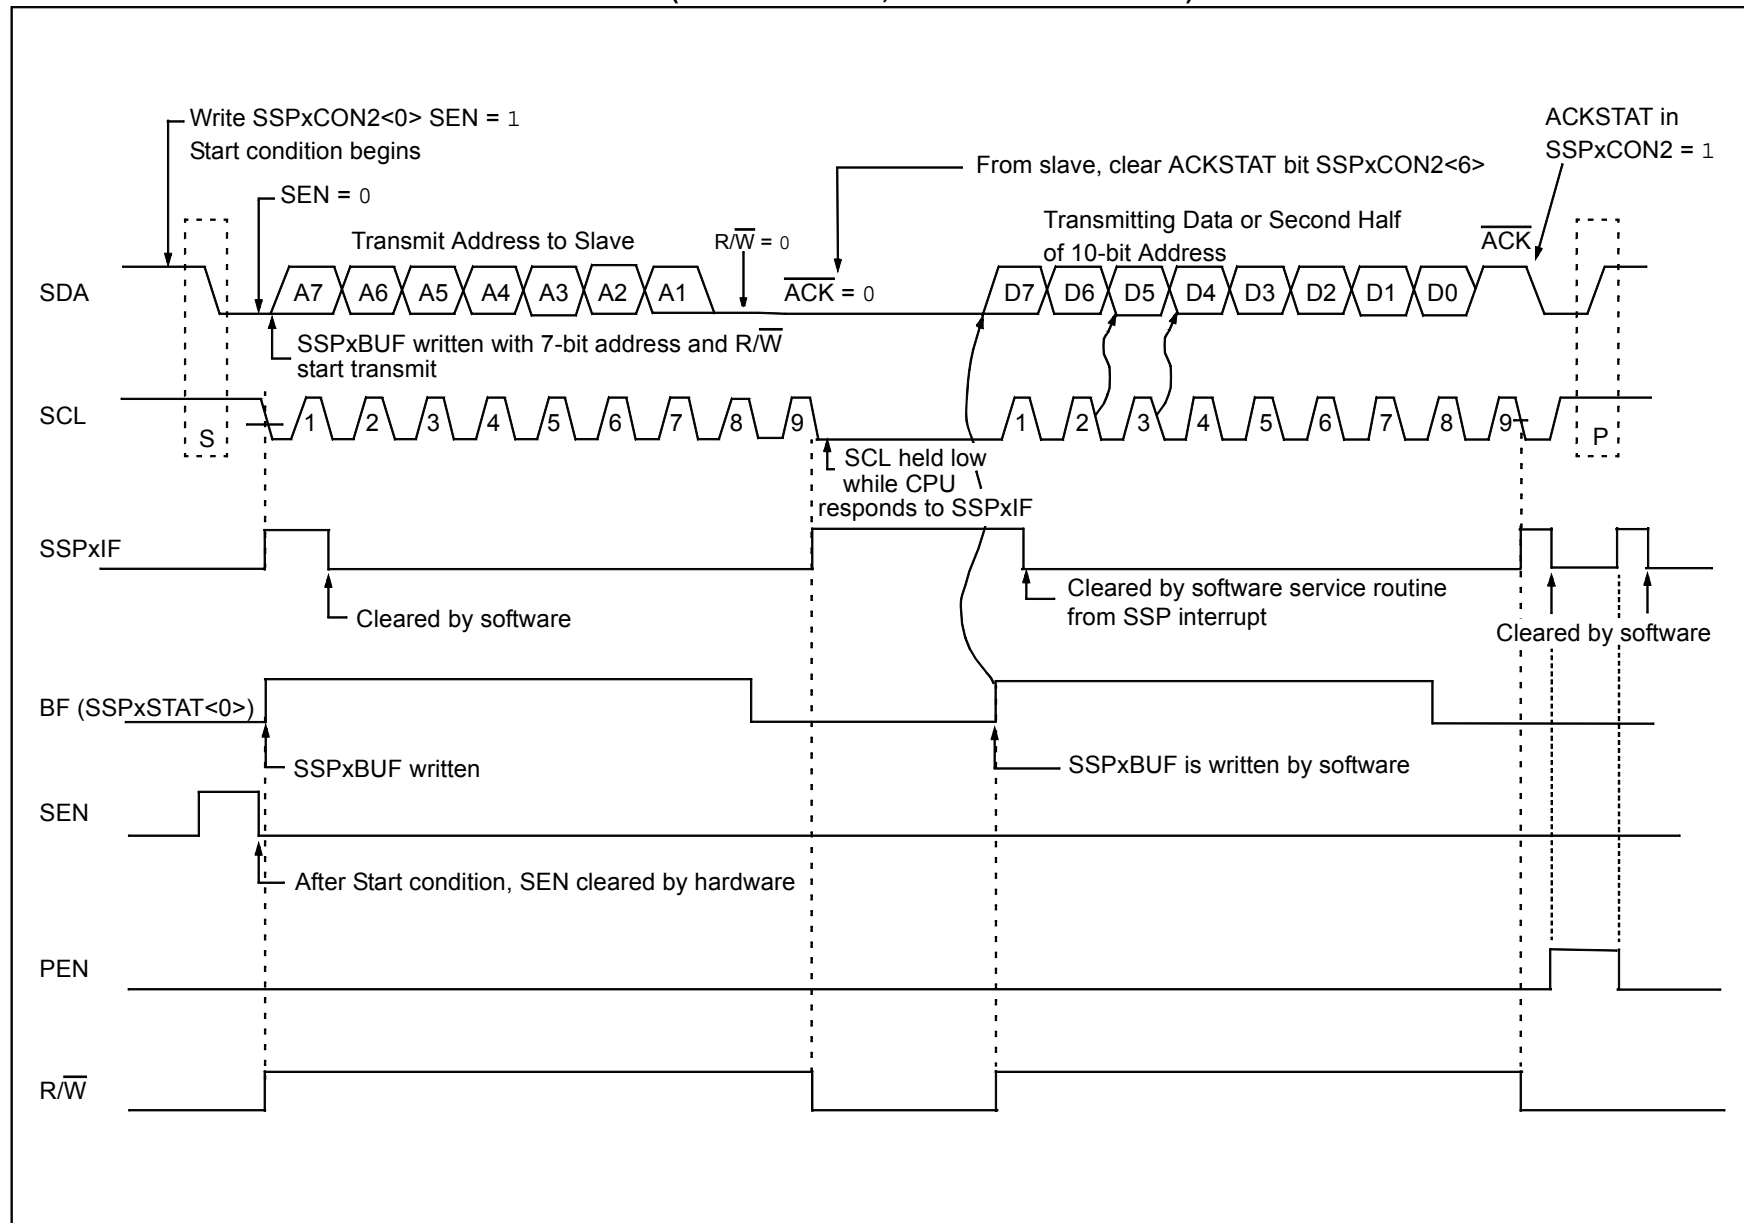 Write SSPxCON2<0> SEN = 1
Start condition begins
ACKSTAT in
SSPxCON2 = 1
From slave, clear ACKSTAT bit SSPxCON2<6>
SEN = 0
Transmit Address to Slave
R/W̅ = 0
Transmitting Data or Second Half
of 10-bit Address
A̅C̅K̅
SDA
A7 A6 A5 A4 A3 A2 A1
A̅C̅K̅ = 0
D7 D6 D5 D4 D3 D2 D1 D0
SSPxBUF written with 7-bit address and R/W̅
start transmit
SCL
S
1 2 3 4 5 6 7 8 9
1 2 3 4 5 6 7 8 9
P
SCL held low
while CPU
responds to SSPxIF
SSPxIF
Cleared by software
Cleared by software service routine
from SSP interrupt
Cleared by software
BF (SSPxSTAT<0>)
SSPxBUF written
SSPxBUF is written by software
SEN
After Start condition, SEN cleared by hardware
PEN
R/W̅